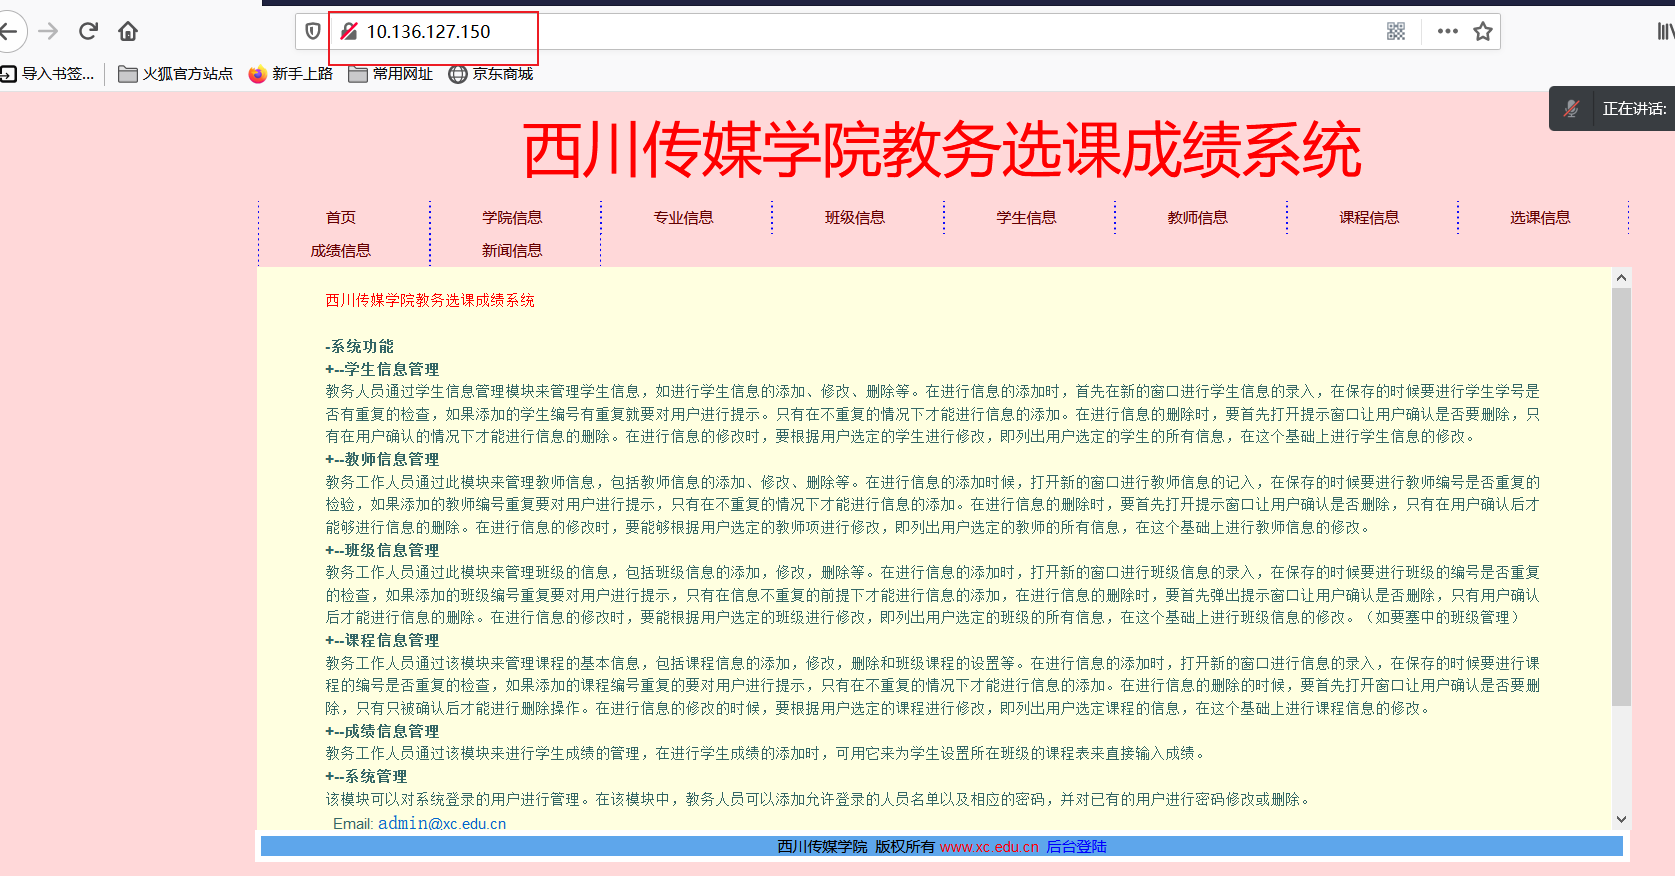 10.136.127.150
导入书签... 火狐官方站点 新手上路 常用网址 京东商城
正在讲话:
西川传媒学院教务选课成绩系统
首页 学院信息 专业信息 班级信息 学生信息 教师信息 课程信息 选课信息
成绩信息 新闻信息
西川传媒学院教务选课成绩系统
-系统功能
+--学生信息管理
教务人员通过学生信息管理模块来管理学生信息，如进行学生信息的添加、修改、删除等。在进行信息的添加时，首先在新的窗口进行学生信息的录入，在保存的时候要进行学生学号是
否有重复的检查，如果添加的学生编号有重复就要对用户进行提示。只有在不重复的情况下才能进行信息的添加。在进行信息的删除时，要首先打开提示窗口让用户确认是否要删除，只
有在用户确认的情况下才能进行信息的删除。在进行信息的修改时，要根据用户选定的学生进行修改，即列出用户选定的学生的所有信息，在这个基础上进行学生信息的修改。
+--教师信息管理
教务工作人员通过此模块来管理教师信息，包括教师信息的添加、修改、删除等。在进行信息的添加时候，打开新的窗口进行教师信息的记入，在保存的时候要进行教师编号是否重复的
检验，如果添加的教师编号重复要对用户进行提示，只有在不重复的情况下才能进行信息的添加。在进行信息的删除时，要首先打开提示窗口让用户确认是否删除，只有在用户确认后才
能够进行信息的删除。在进行信息的修改时，要能够根据用户选定的教师项进行修改，即列出用户选定的教师的所有信息，在这个基础上进行教师信息的修改。
+--班级信息管理
教务工作人员通过此模块来管理班级的信息，包括班级信息的添加，修改，删除等。在进行信息的添加时，打开新的窗口进行班级信息的录入，在保存的时候要进行班级的编号是否重复
的检查，如果添加的班级编号重复要对用户进行提示，只有在信息不重复的前提下才能进行信息的添加，在进行信息的删除时，要首先弹出提示窗口让用户确认是否删除，只有用户确认
后才能进行信息的删除。在进行信息的修改时，要能根据用户选定的班级进行修改，即列出用户选定的班级的所有信息，在这个基础上进行班级信息的修改。（如要塞中的班级管理）
+--课程信息管理
教务工作人员通过该模块来管理课程的基本信息，包括课程信息的添加，修改，删除和班级课程的设置等。在进行信息的添加时，打开新的窗口进行信息的录入，在保存的时候要进行课
程的编号是否重复的检查，如果添加的课程编号重复的要对用户进行提示，只有在不重复的情况下才能进行信息的添加。在进行信息的删除的时候，要首先打开窗口让用户确认是否要删
除，只有只被确认后才能进行删除操作。在进行信息的修改的时候，要根据用户选定的课程进行修改，即列出用户选定课程的信息，在这个基础上进行课程信息的修改。
+--成绩信息管理
教务工作人员通过该模块来进行学生成绩的管理，在进行学生成绩的添加时，可用它来为学生设置所在班级的课程表来直接输入成绩。
+--系统管理
该模块可以对系统登录的用户进行管理。在该模块中，教务人员可以添加允许登录的人员名单以及相应的密码，并对已有的用户进行密码修改或删除。
Email: admin@xc.edu.cn
西川传媒学院 版权所有 www.xc.edu.cn 后台登陆